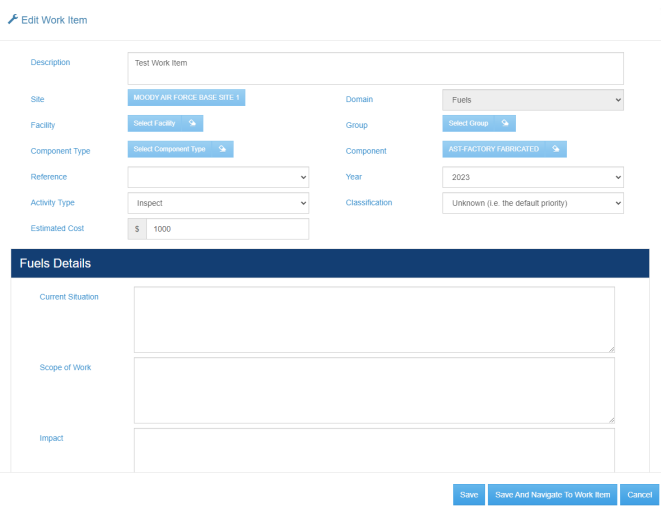 Edit Work Item
Description Test Work Item
Site MOODY AIR FORCE BASE SITE 1 Domain Fuels
Facility Select Facility Group Select Group
Component Type Select Component Type Component AST-FACTORY FABRICATED
Reference Year 2023
Activity Type Inspect Classification Unknown (i.e. the default priority)
Estimated Cost $ 1000
Fuels Details
Current Situation
Scope of Work
Impact
Save Save And Navigate To Work Item Cancel